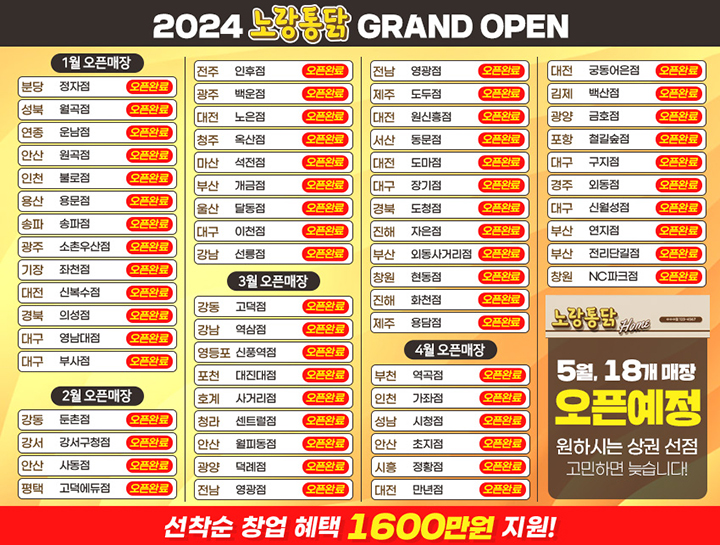 2024 노랑통닭 GRAND OPEN
1월 오픈매장
분당 정자점 오픈완료
성북 월곡점 오픈완료
연종 운남점 오픈완료
안산 원곡점 오픈완료
인천 불로점 오픈완료
용산 용문점 오픈완료
송파 송파점 오픈완료
광주 소촌우산점 오픈완료
기장 좌천점 오픈완료
대전 신복수점 오픈완료
경북 의성점 오픈완료
대구 영남대점 오픈완료
대구 부사점 오픈완료
2월 오픈매장
강동 둔촌점 오픈완료
강서 강서구청점 오픈완료
안산 사동점 오픈완료
평택 고덕에듀점 오픈완료
전주 인후점 오픈완료
광주 백운점 오픈완료
대전 노은점 오픈완료
청주 옥산점 오픈완료
마산 석전점 오픈완료
부산 개금점 오픈완료
울산 달동점 오픈완료
대구 이천점 오픈완료
강남 선릉점 오픈완료
3월 오픈매장
강동 고덕점 오픈완료
강남 역삼점 오픈완료
영등포 신풍역점 오픈완료
포천 대진대점 오픈완료
호계 사거리점 오픈완료
청라 센트럴점 오픈완료
안산 월피동점 오픈완료
광양 덕례점 오픈완료
전남 영광점 오픈완료
전남 영광점 오픈완료
제주 도두점 오픈완료
대전 원신흥점 오픈완료
서산 동문점 오픈완료
대전 도마점 오픈완료
대구 장기점 오픈완료
경북 도청점 오픈완료
진해 자은점 오픈완료
부산 외동사거리점 오픈완료
창원 현동점 오픈완료
진해 화천점 오픈완료
제주 용담점 오픈완료
4월 오픈매장
부천 역곡점 오픈완료
인천 가좌점 오픈완료
성남 시청점 오픈완료
안산 초지점 오픈완료
시흥 정황점 오픈완료
대전 만년점 오픈완료
대전 궁동어은점 오픈완료
김제 백산점 오픈완료
광양 금호점 오픈완료
포항 철길숲점 오픈완료
대구 구지점 오픈완료
경주 외동점 오픈완료
대구 신월성점 오픈완료
부산 연지점 오픈완료
부산 전리단길점 오픈완료
창원 NC파크점 오픈완료
노랑통닭 Home
5월, 18개 매장
오픈예정
원하시는 상권 선점
고민하면 늦습니다!
선착순 창업 혜택 1600만원 지원!